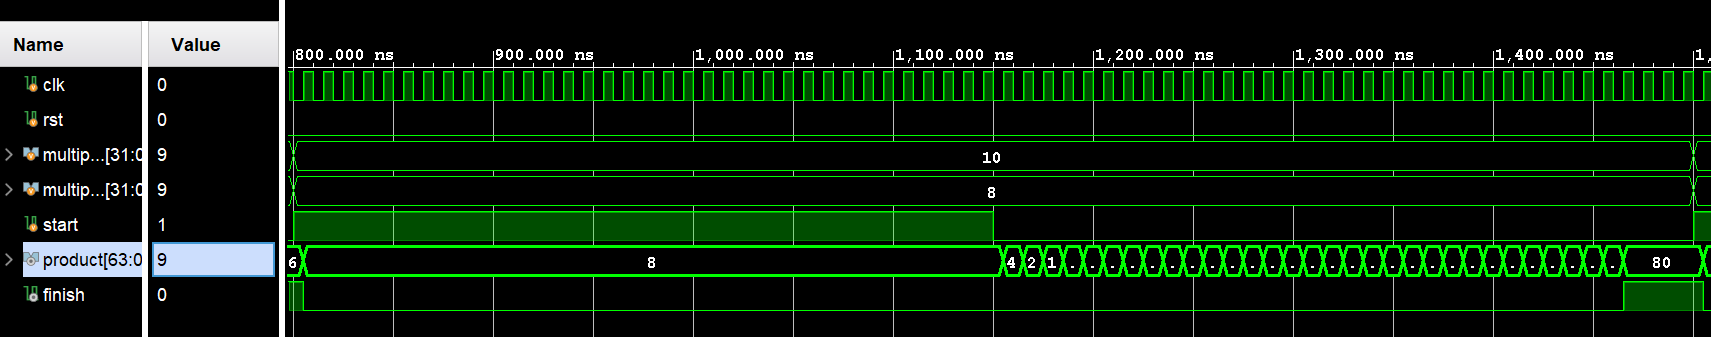 Name Value
800.000 ns 900.000 ns 1,000.000 ns 1,100.000 ns 1,200.000 ns 1,300.000 ns 1,400.000 ns 1,
clk 0
rst 0
multip...[31:0 9 10
multip...[31:0 9 8
start 1
product[63:0 9 6 8 4 2 1 . . . . . . . . . . . . . . . . . . . . . . . . . . . 80
finish 0